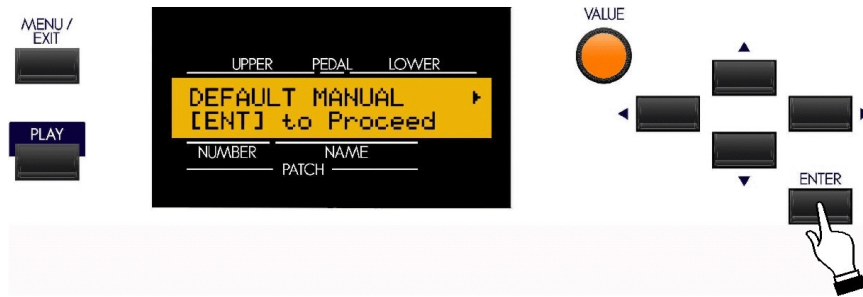 MENU /
EXIT
PLAY
UPPER PEDAL LOWER
DEFAULT MANUAL
[ENT] to Proceed
NUMBER NAME
PATCH
VALUE
ENTER